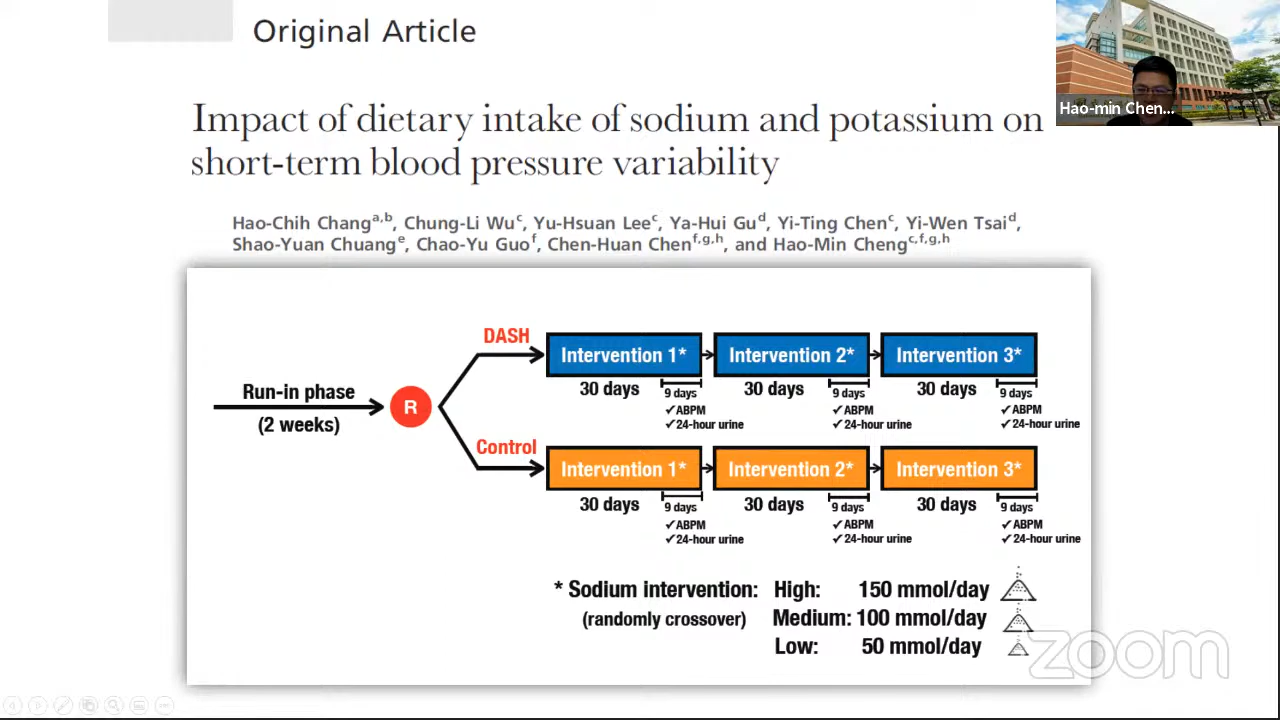 Original Article
Hao-min Chen...
Impact of dietary intake of sodium and potassium on
short-term blood pressure variability
Hao-Chih Chang^a,b, Chung-Li Wu^c, Yu-Hsuan Lee^c, Ya-Hui Gu^d, Yi-Ting Chen^c, Yi-Wen Tsai^d,
Shao-Yuan Chuang^e, Chao-Yu Guo^f, Chen-Huan Chen^f,g,h, and Hao-Min Cheng^c,f,g,h
Run-in phase
(2 weeks)
R
DASH
Intervention 1*
Intervention 2*
Intervention 3*
30 days
9 days
30 days
9 days
30 days
9 days
✓ABPM
✓ABPM
✓ABPM
✓24-hour urine
✓24-hour urine
✓24-hour urine
Control
Intervention 1*
Intervention 2*
Intervention 3*
30 days
9 days
30 days
9 days
30 days
9 days
✓ABPM
✓ABPM
✓ABPM
✓24-hour urine
✓24-hour urine
✓24-hour urine
* Sodium intervention: High: 150 mmol/day
(randomly crossover) Medium: 100 mmol/day
Low: 50 mmol/day
zoom